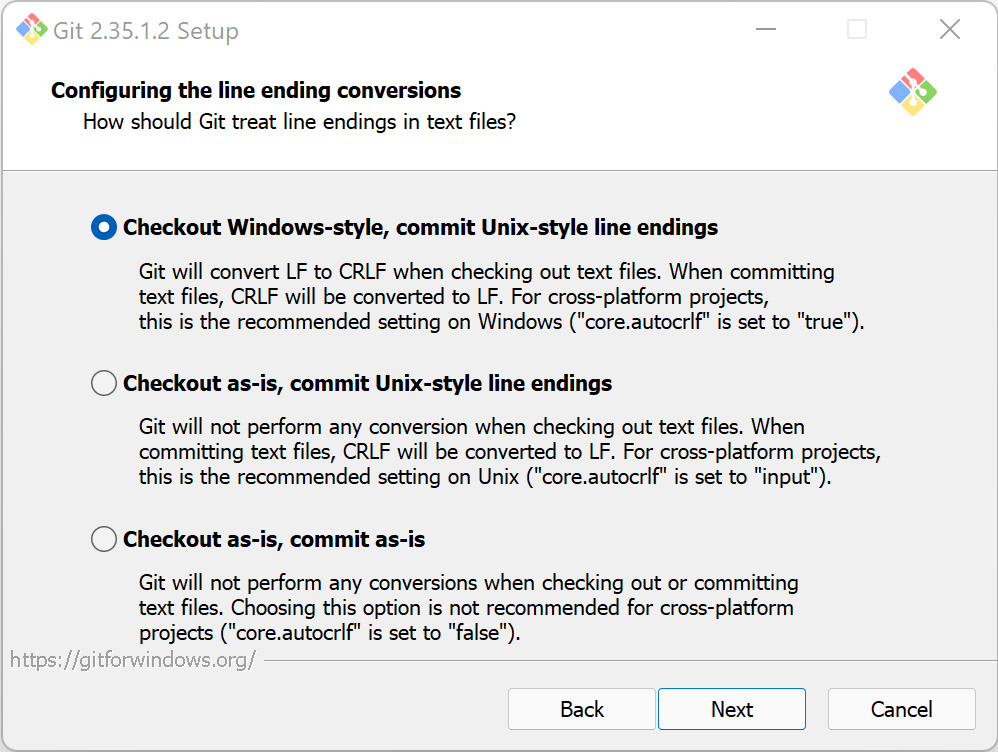 Git 2.35.1.2 Setup
Configuring the line ending conversions
How should Git treat line endings in text files?
Checkout Windows-style, commit Unix-style line endings
Git will convert LF to CRLF when checking out text files. When committing
text files, CRLF will be converted to LF. For cross-platform projects,
this is the recommended setting on Windows ("core.autocrlf" is set to "true").
Checkout as-is, commit Unix-style line endings
Git will not perform any conversion when checking out text files. When
committing text files, CRLF will be converted to LF. For cross-platform projects,
this is the recommended setting on Unix ("core.autocrlf" is set to "input").
Checkout as-is, commit as-is
Git will not perform any conversions when checking out or committing
text files. Choosing this option is not recommended for cross-platform
projects ("core.autocrlf" is set to "false").
https://gitforwindows.org/
Back Next Cancel